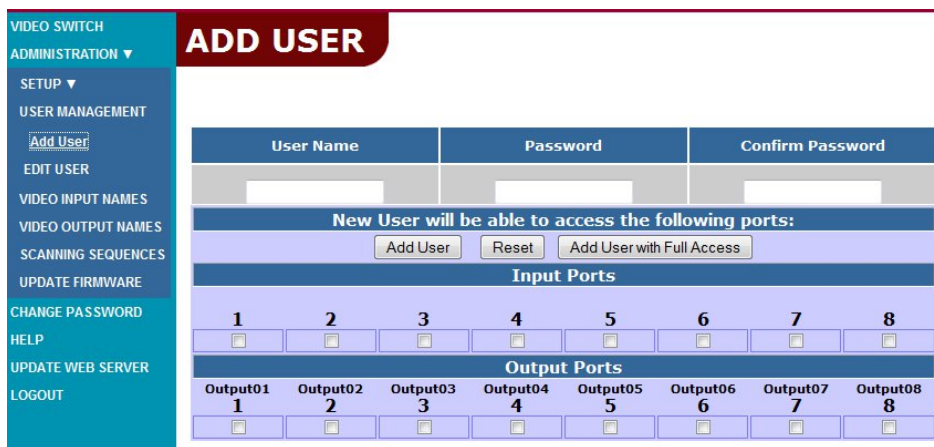 VIDEO SWITCH
ADMINISTRATION ▼
SETUP ▼
USER MANAGEMENT
Add User
EDIT USER
VIDEO INPUT NAMES
VIDEO OUTPUT NAMES
SCANNING SEQUENCES
UPDATE FIRMWARE
CHANGE PASSWORD
HELP
UPDATE WEB SERVER
LOGOUT
ADD USER
User Name Password Confirm Password
New User will be able to access the following ports:
Add User Reset Add User with Full Access
Input Ports
1 2 3 4 5 6 7 8
Output Ports
Output01 Output02 Output03 Output04 Output05 Output06 Output07 Output08
1 2 3 4 5 6 7 8